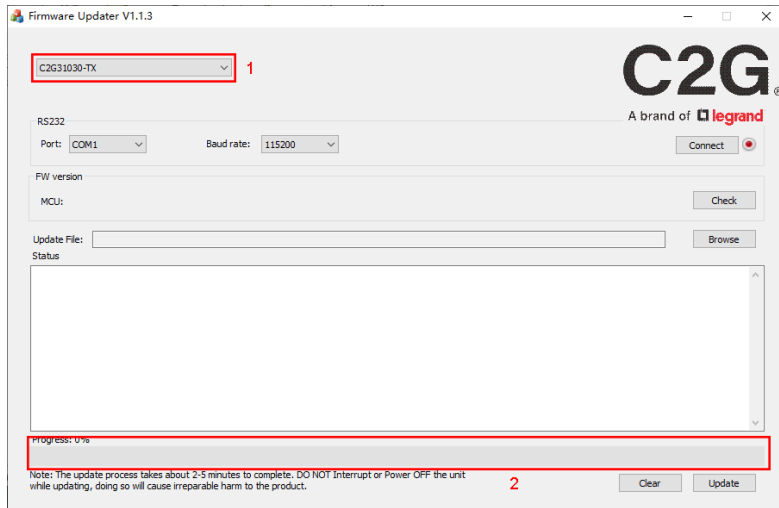 Firmware Updater V1.1.3
C2G31030-TX
1
C2G®
A brand of legrand
RS232
Port: COM1 Baud rate: 115200 Connect
FW version
MCU: Check
Update File: Browse
Status
Progress: 0%
Note: The update process takes about 2-5 minutes to complete. DO NOT Interrupt or Power OFF the unit
while updating, doing so will cause irreparable harm to the product.
2
Clear Update